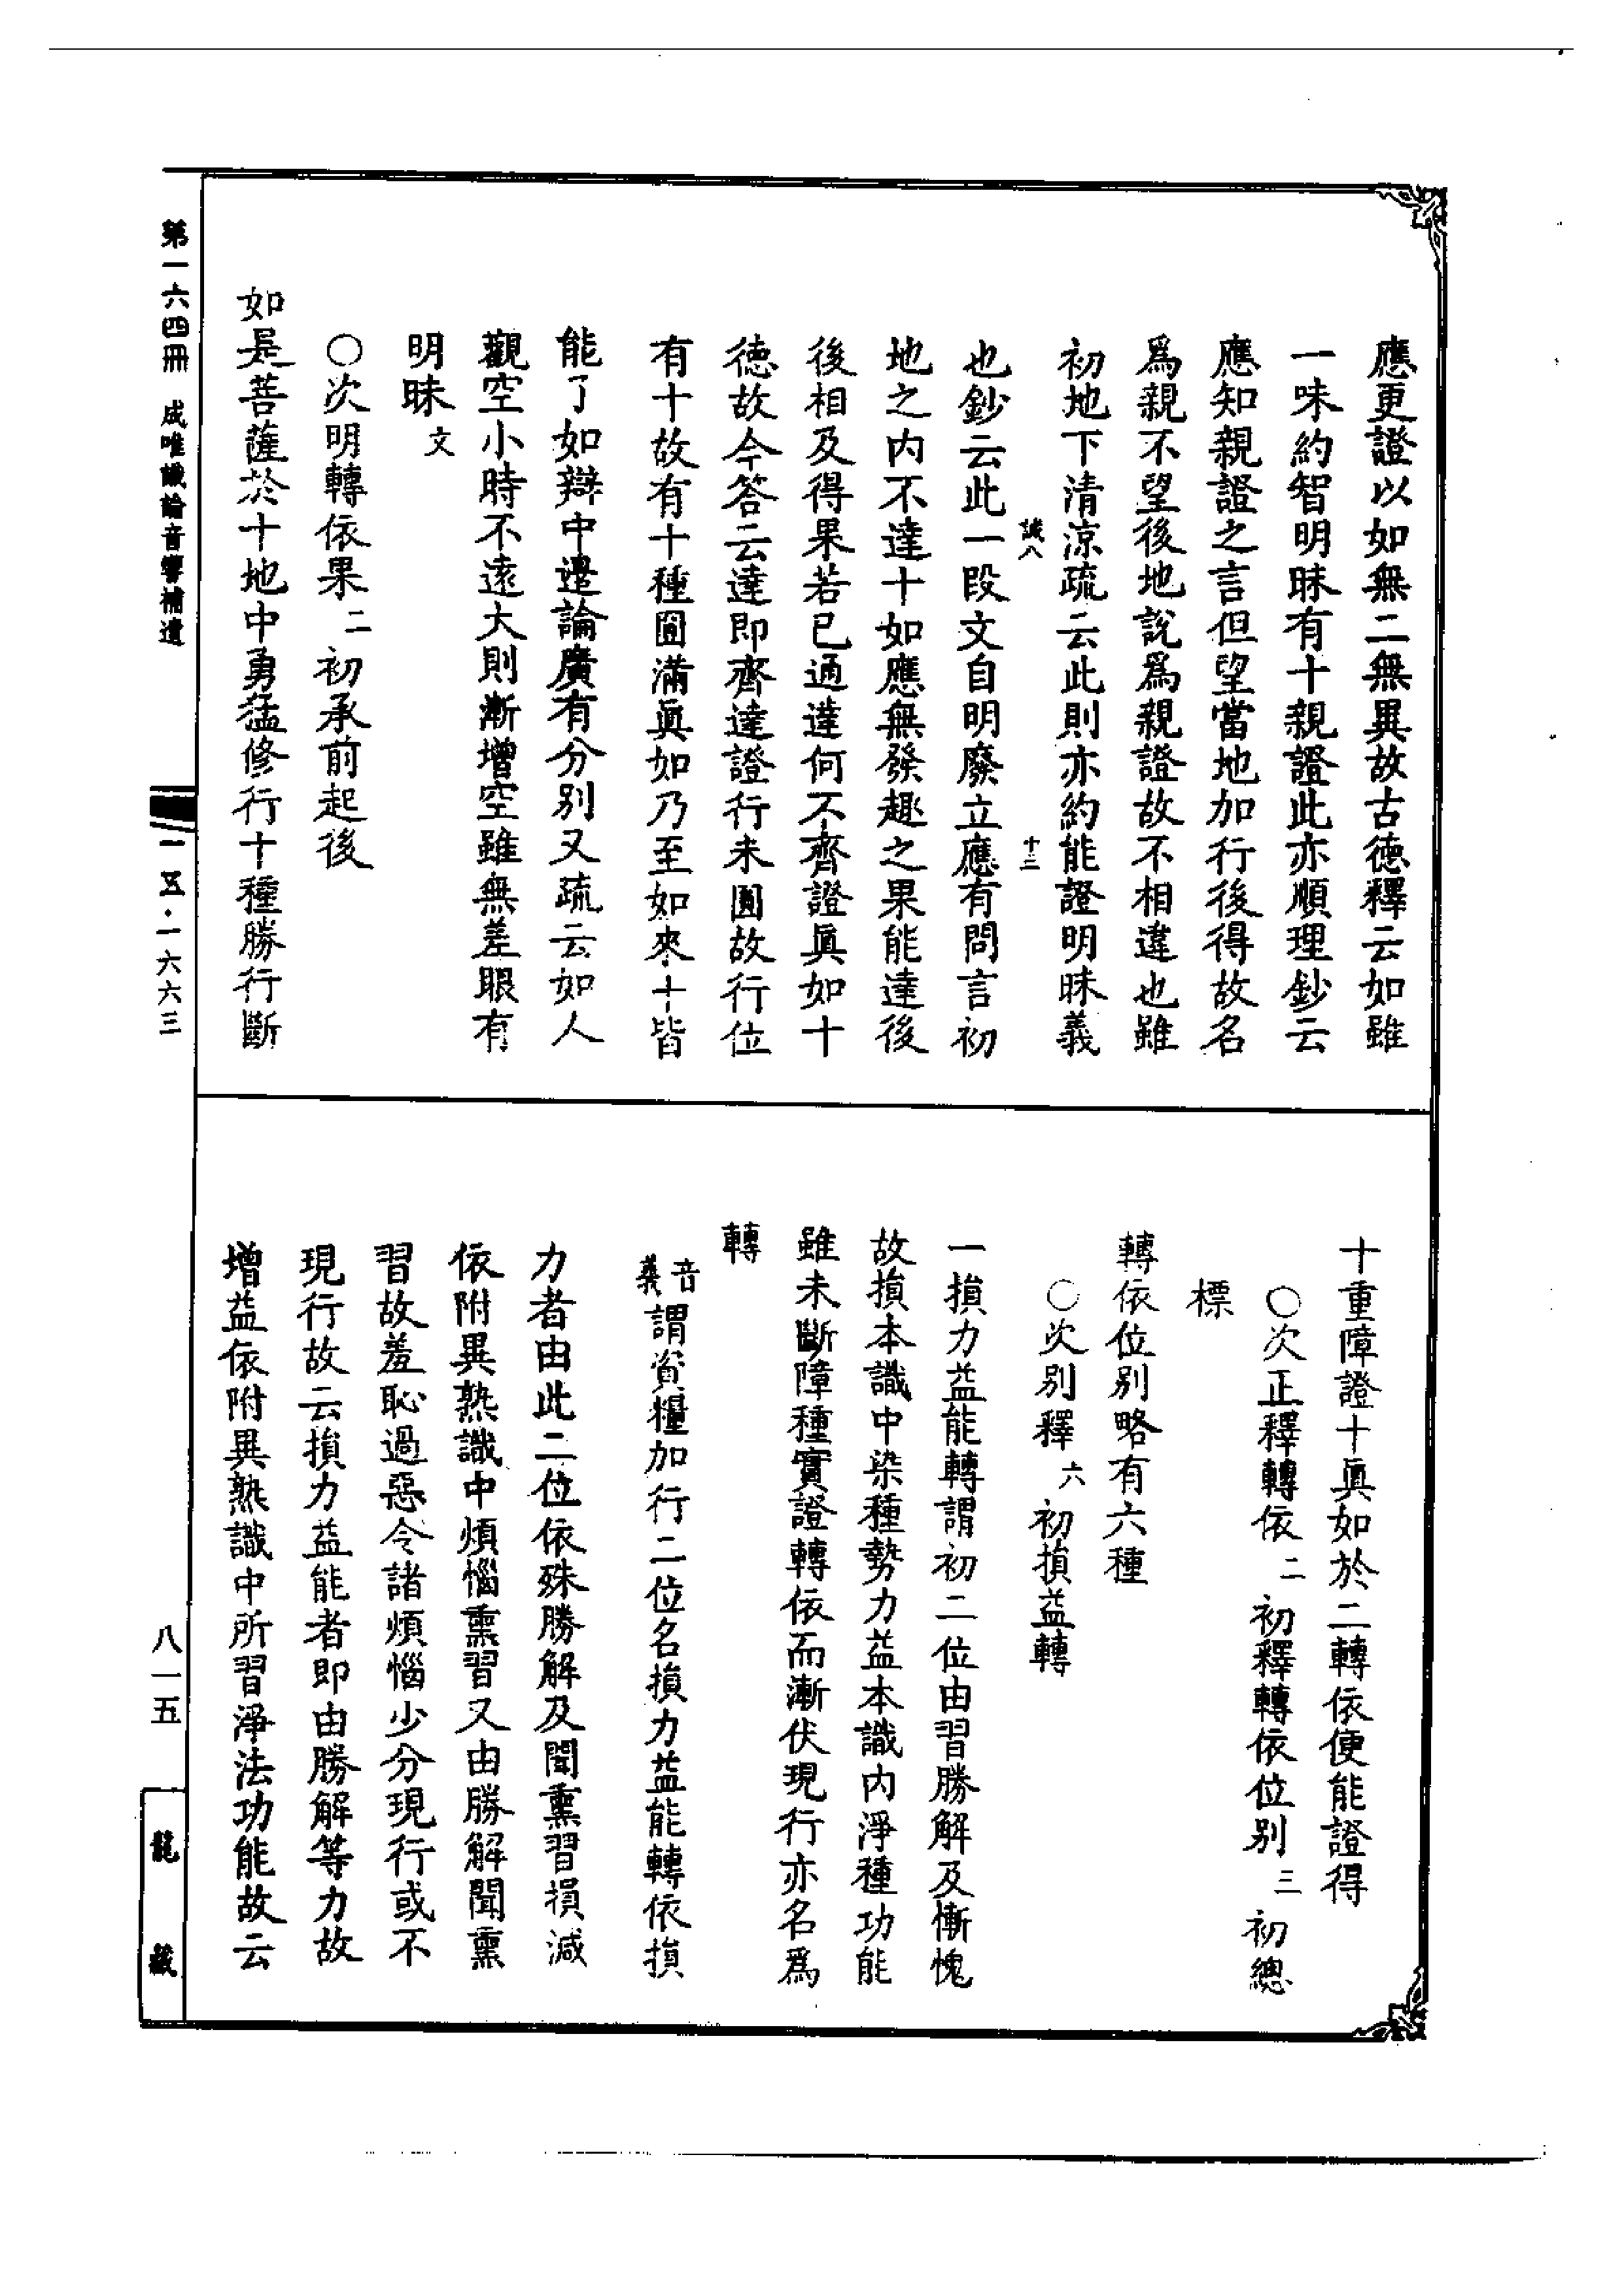 應更證以如無二無異故古德釋云如雖
一味約智明昧有十親證此亦順理鈔云
應知親證之言但望當地加行後得故名
爲親不望後地說爲親證故不相違也雖
初地下清涼疏云此則亦約能證明昧義
誠八 十三
也鈔云此一段文自明廢立應有問言初
地之内不達十如應無發趣之果能達後
後相及得果若已通達何不齊證眞如十
德故今答云達即齊達證行未圓故行位
有十故有十種圓滿眞如乃至如來十皆
能了如辯中邊論廣有分别又疏云如人
觀空小時不遠大則漸增空雖無差眼有
明昧文
○次明轉依果二初承前起後
如是菩薩於十地中勇猛修行十種勝行斷
十重障證十眞如於二轉依便能證得
○次正釋轉依二初釋轉依位别三初總
標
轉依位别略有六種
○次别釋六初損益轉
一損力益能轉謂初二位由習勝解及慚愧
故損本識中染種勢力益本識内淨種功能
雖未斷障種實證轉依而漸伏現行亦名爲
轉
音義謂資糧加行二位名損力益能轉依損
力者由此二位依殊勝解及聞熏習損減
依附異熟識中煩惱熏習又由勝解聞熏
習故羞恥過惡令諸煩惱少分現行或不
現行故云損力益能者即由勝解等力故
增益依附異熟識中所習淨法功能故云
第一六四冊 成唯識論音響補遺
一五·一六六三
八一五
龍藏